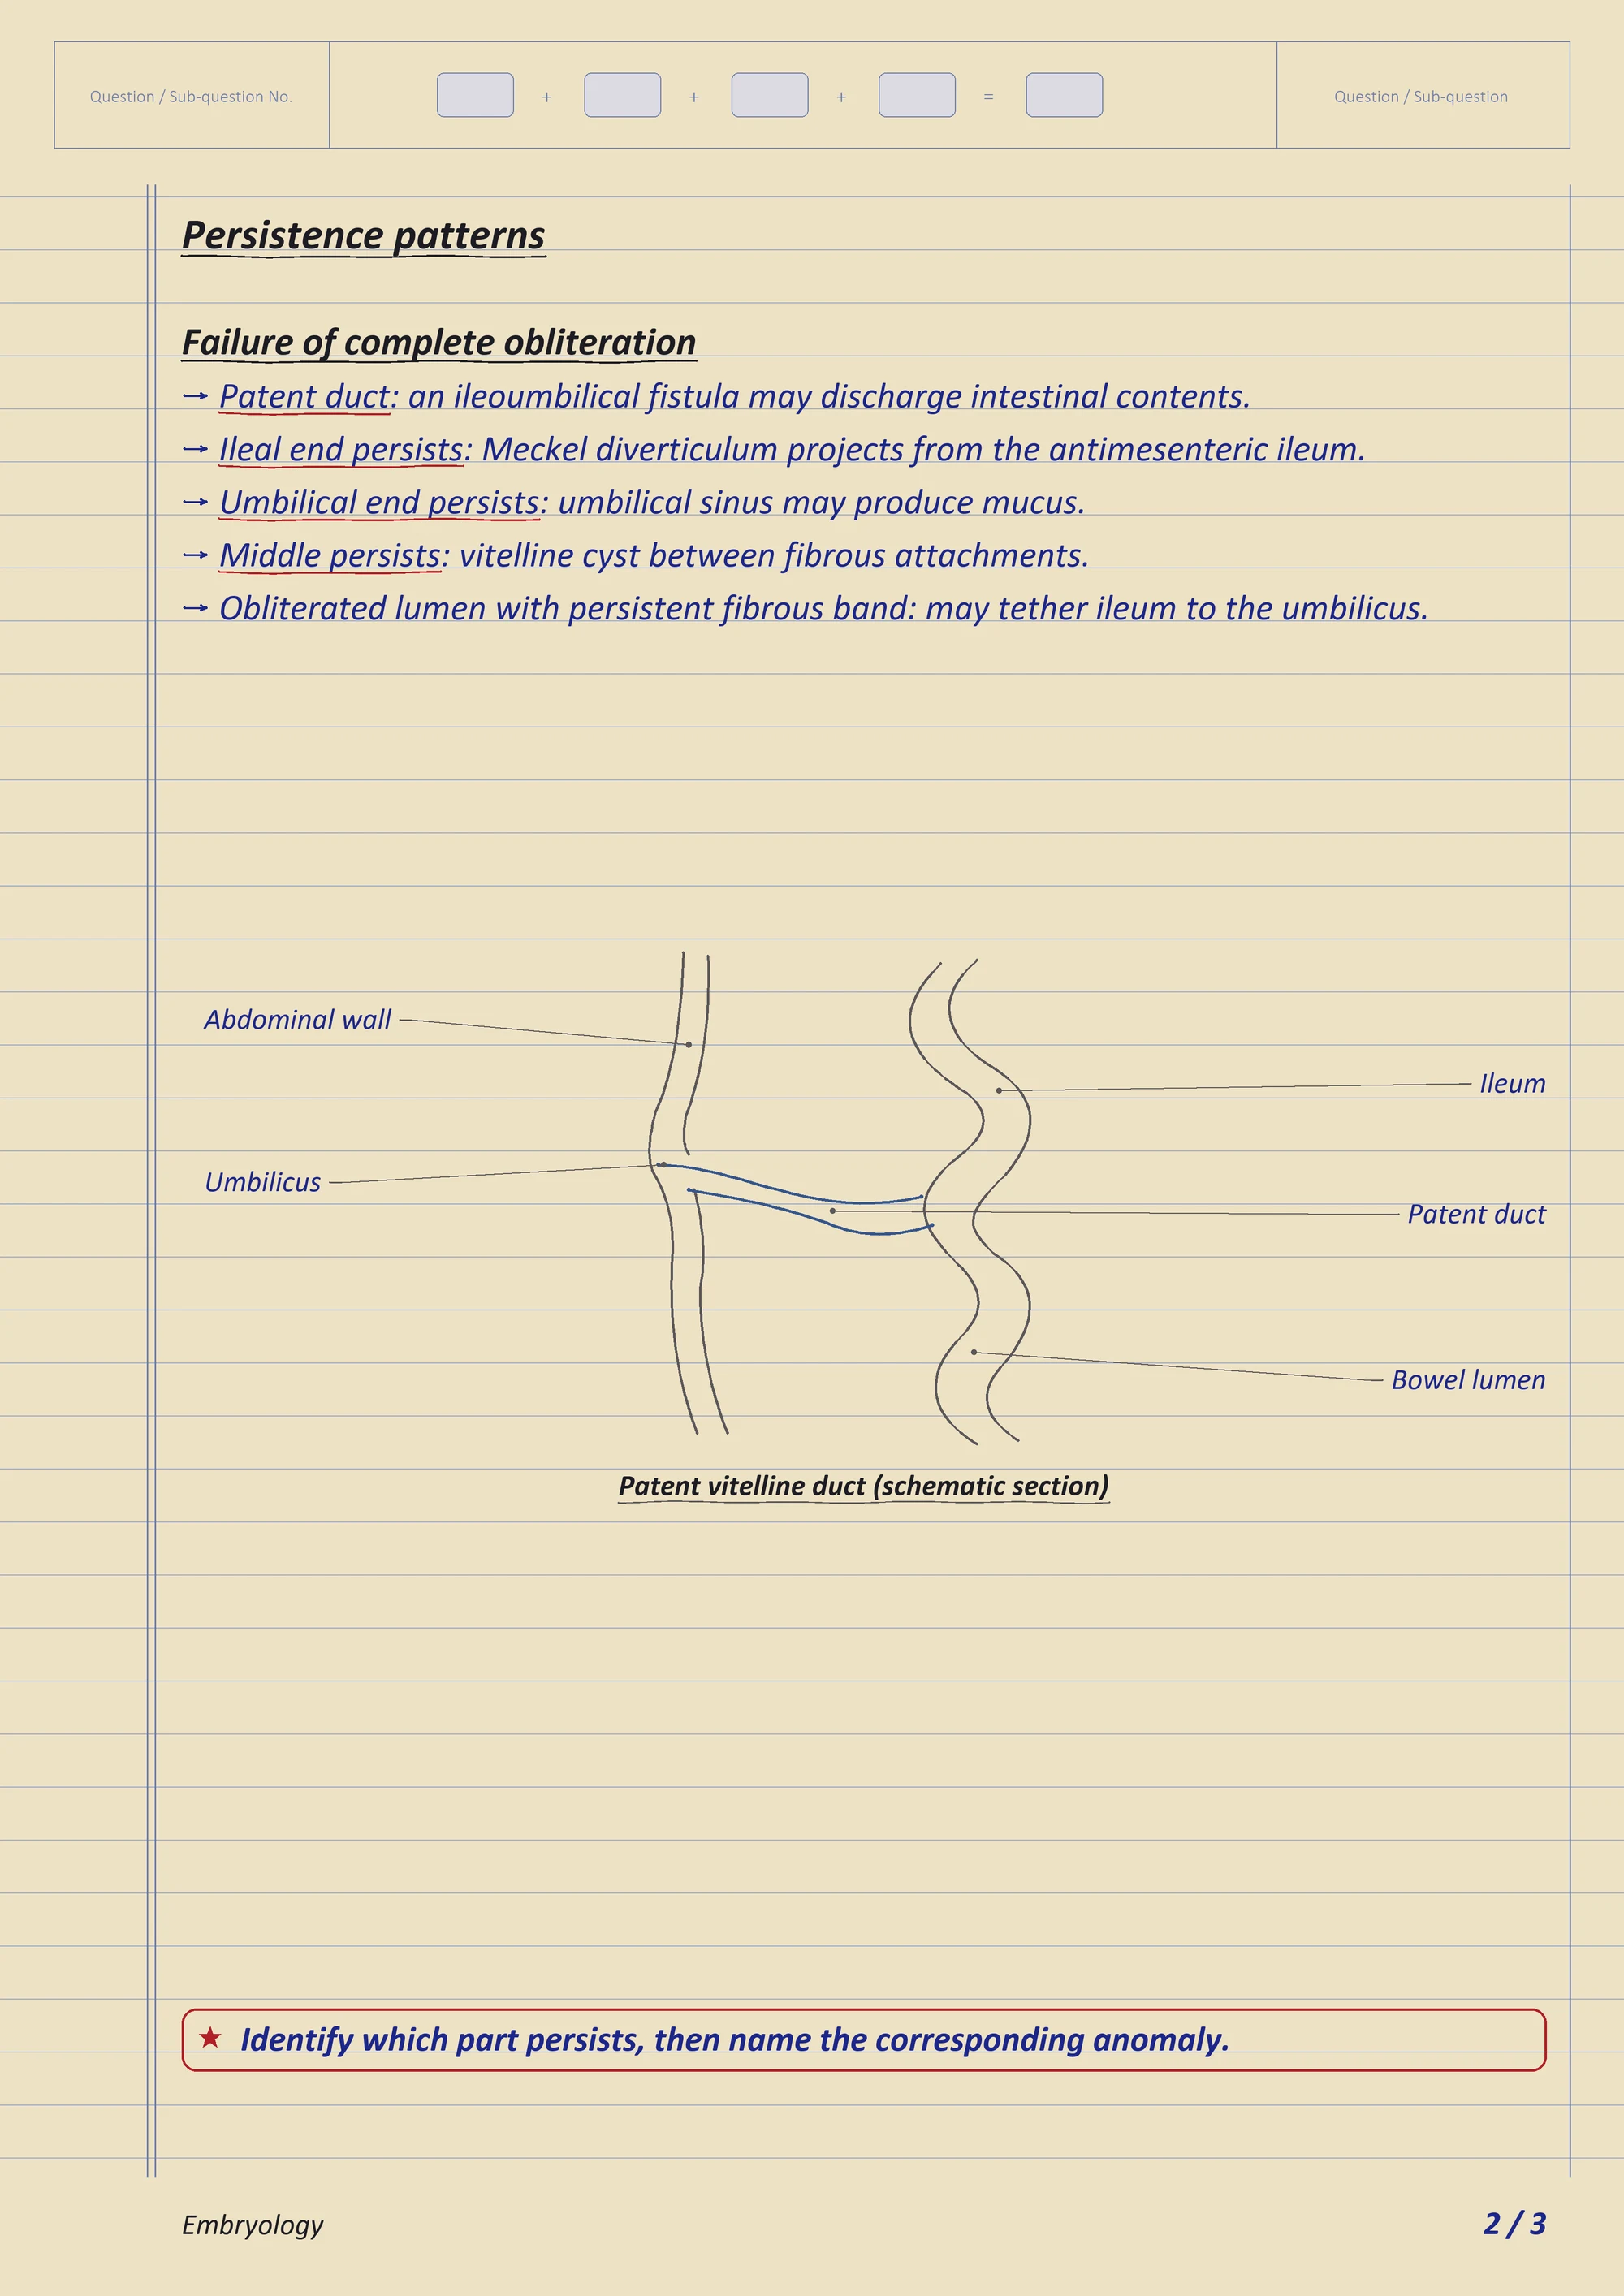 Question / Sub-question No.
+ + + =
Question / Sub-question
Persistence patterns
Failure of complete obliteration
→ Patent duct: an ileoumbilical fistula may discharge intestinal contents.
→ Ileal end persists: Meckel diverticulum projects from the antimesenteric ileum.
→ Umbilical end persists: umbilical sinus may produce mucus.
→ Middle persists: vitelline cyst between fibrous attachments.
→ Obliterated lumen with persistent fibrous band: may tether ileum to the umbilicus.
Abdominal wall
Ileum
Umbilicus
Patent duct
Bowel lumen
Patent vitelline duct (schematic section)
★ Identify which part persists, then name the corresponding anomaly.
Embryology
2 / 3